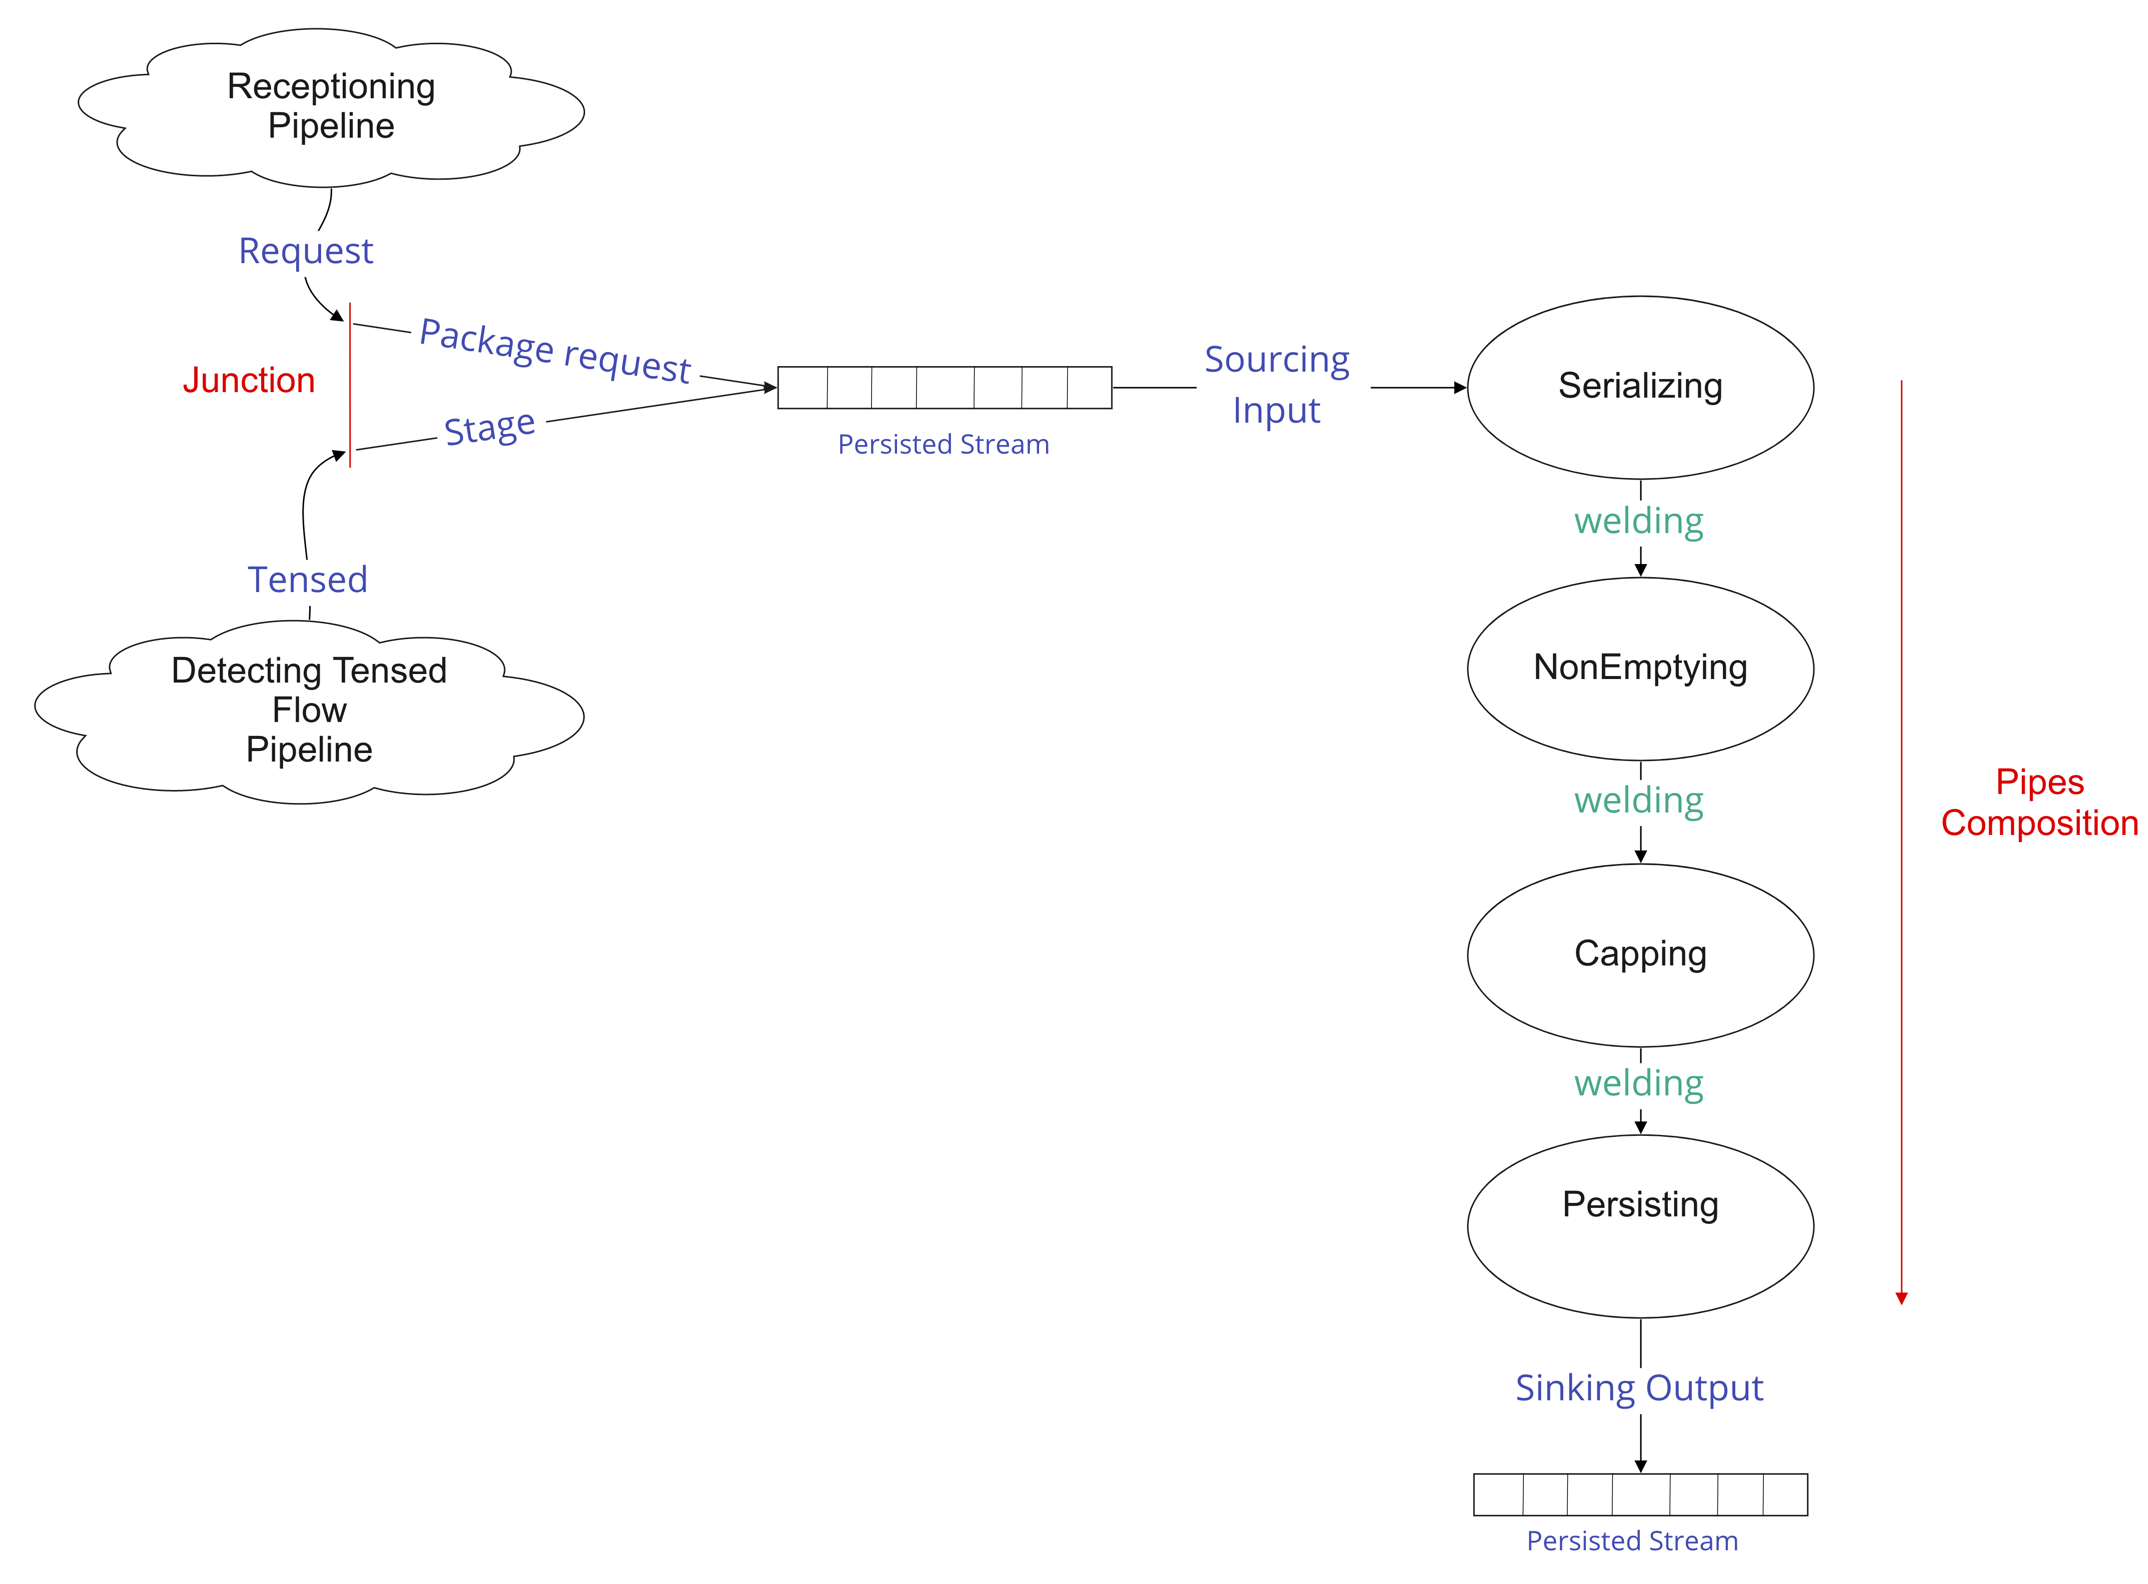 Receptioning
Pipeline
Request
Junction
Package request
Stage
Tensed
Detecting Tensed
Flow
Pipeline
Persisted Stream
Sourcing
Input
Serializing
welding
NonEmptying
welding
Capping
welding
Persisting
Pipes
Composition
Sinking Output
Persisted Stream